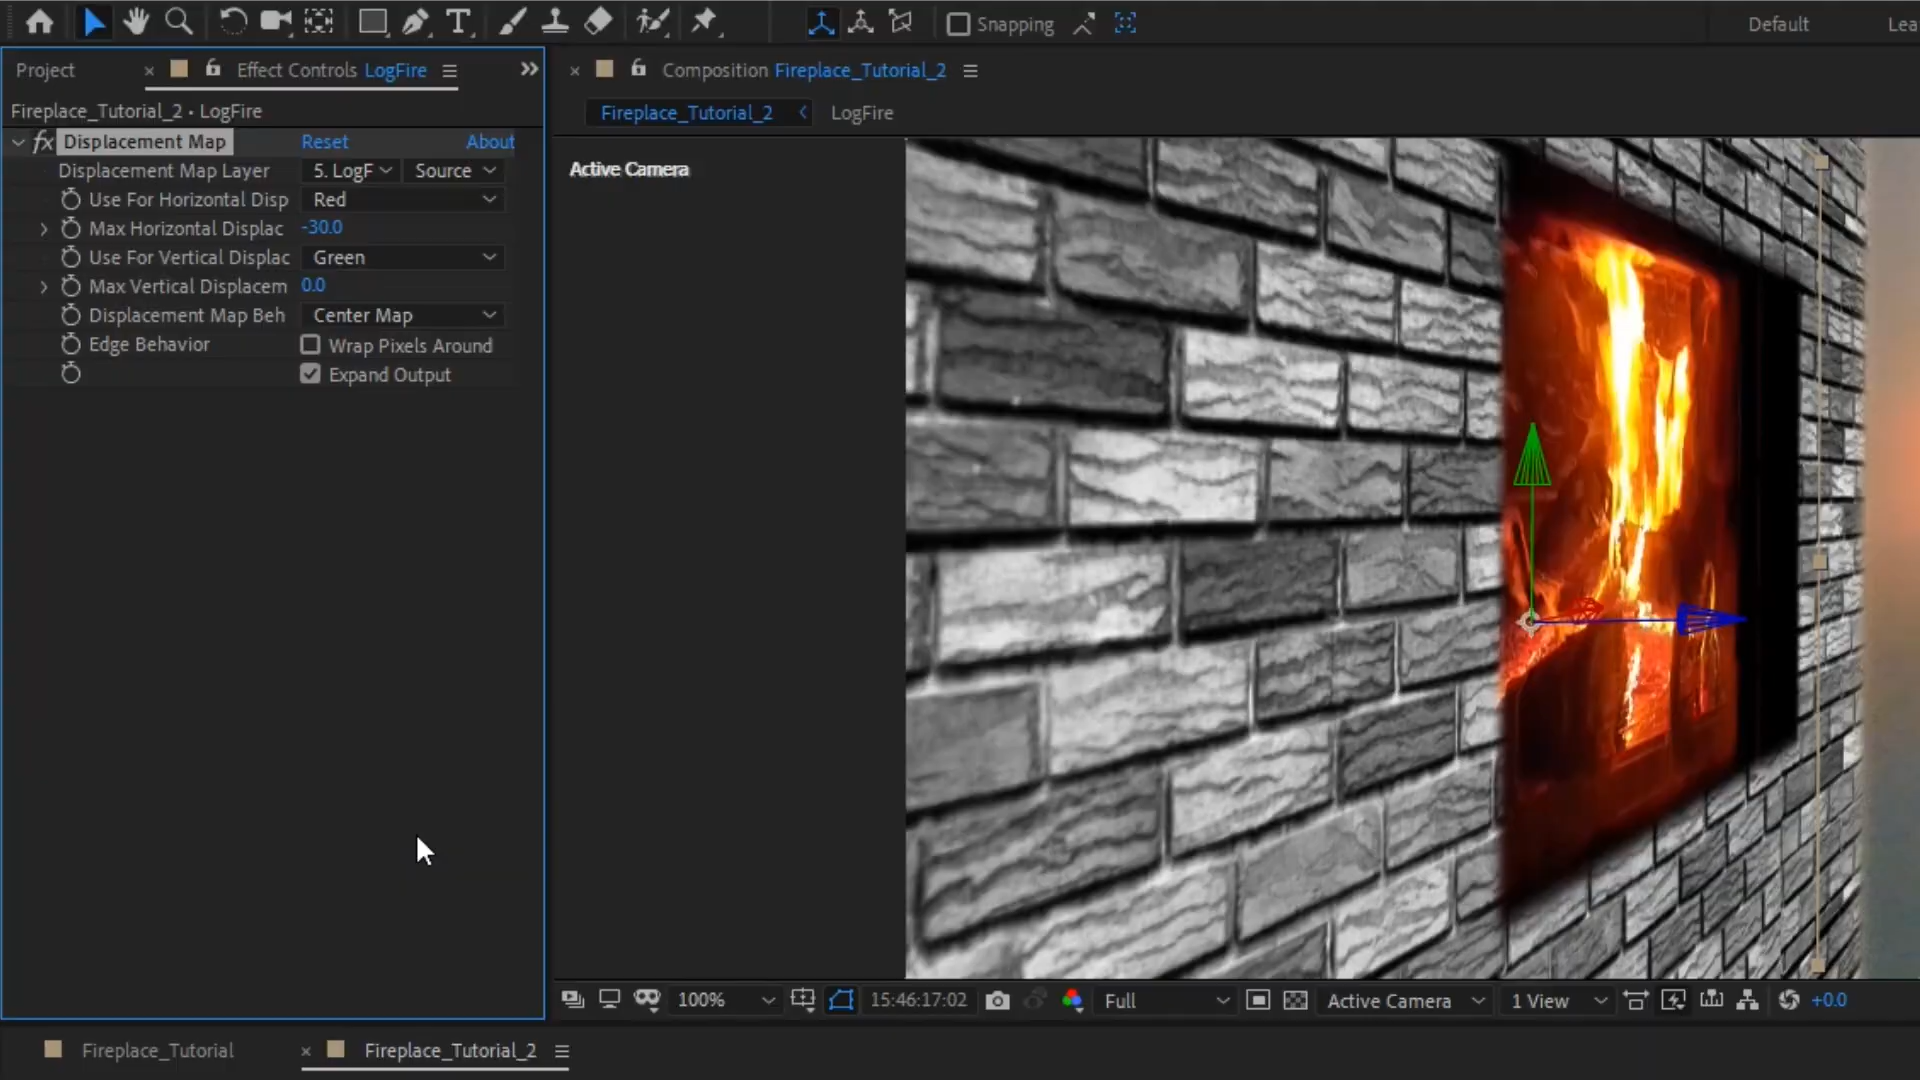 Snapping
Default
Lea
Project
Effect Controls LogFire
Composition Fireplace_Tutorial_2
Fireplace_Tutorial_2 • LogFire
Fireplace_Tutorial_2
LogFire
fx Displacement Map Reset About
Displacement Map Layer 5. LogF Source
Use For Horizontal Disp Red
Max Horizontal Displac -30.0
Use For Vertical Displac Green
Max Vertical Displacem 0.0
Displacement Map Beh Center Map
Edge Behavior Wrap Pixels Around
Expand Output
Active Camera
100%
15:46:17:02
Full
Active Camera
1 View
+0.0
Fireplace_Tutorial
Fireplace_Tutorial_2